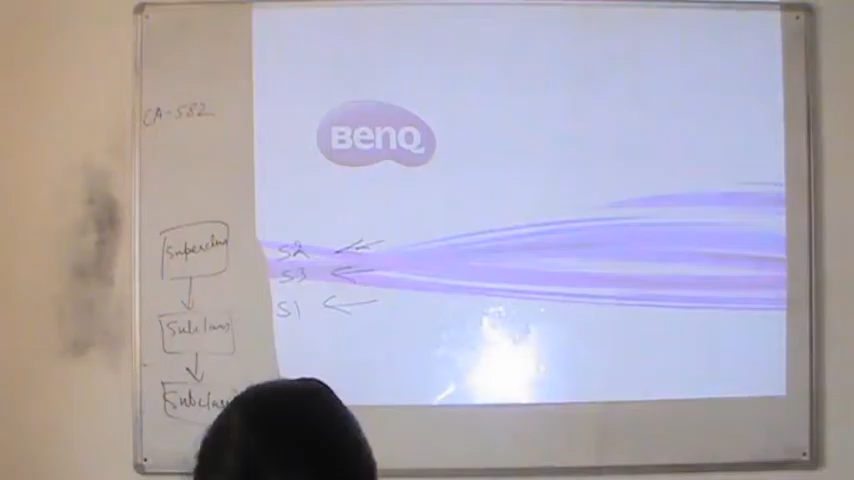 CA-582
BenQ
Superclass
S2
S3
S1
Subclass
Subclass